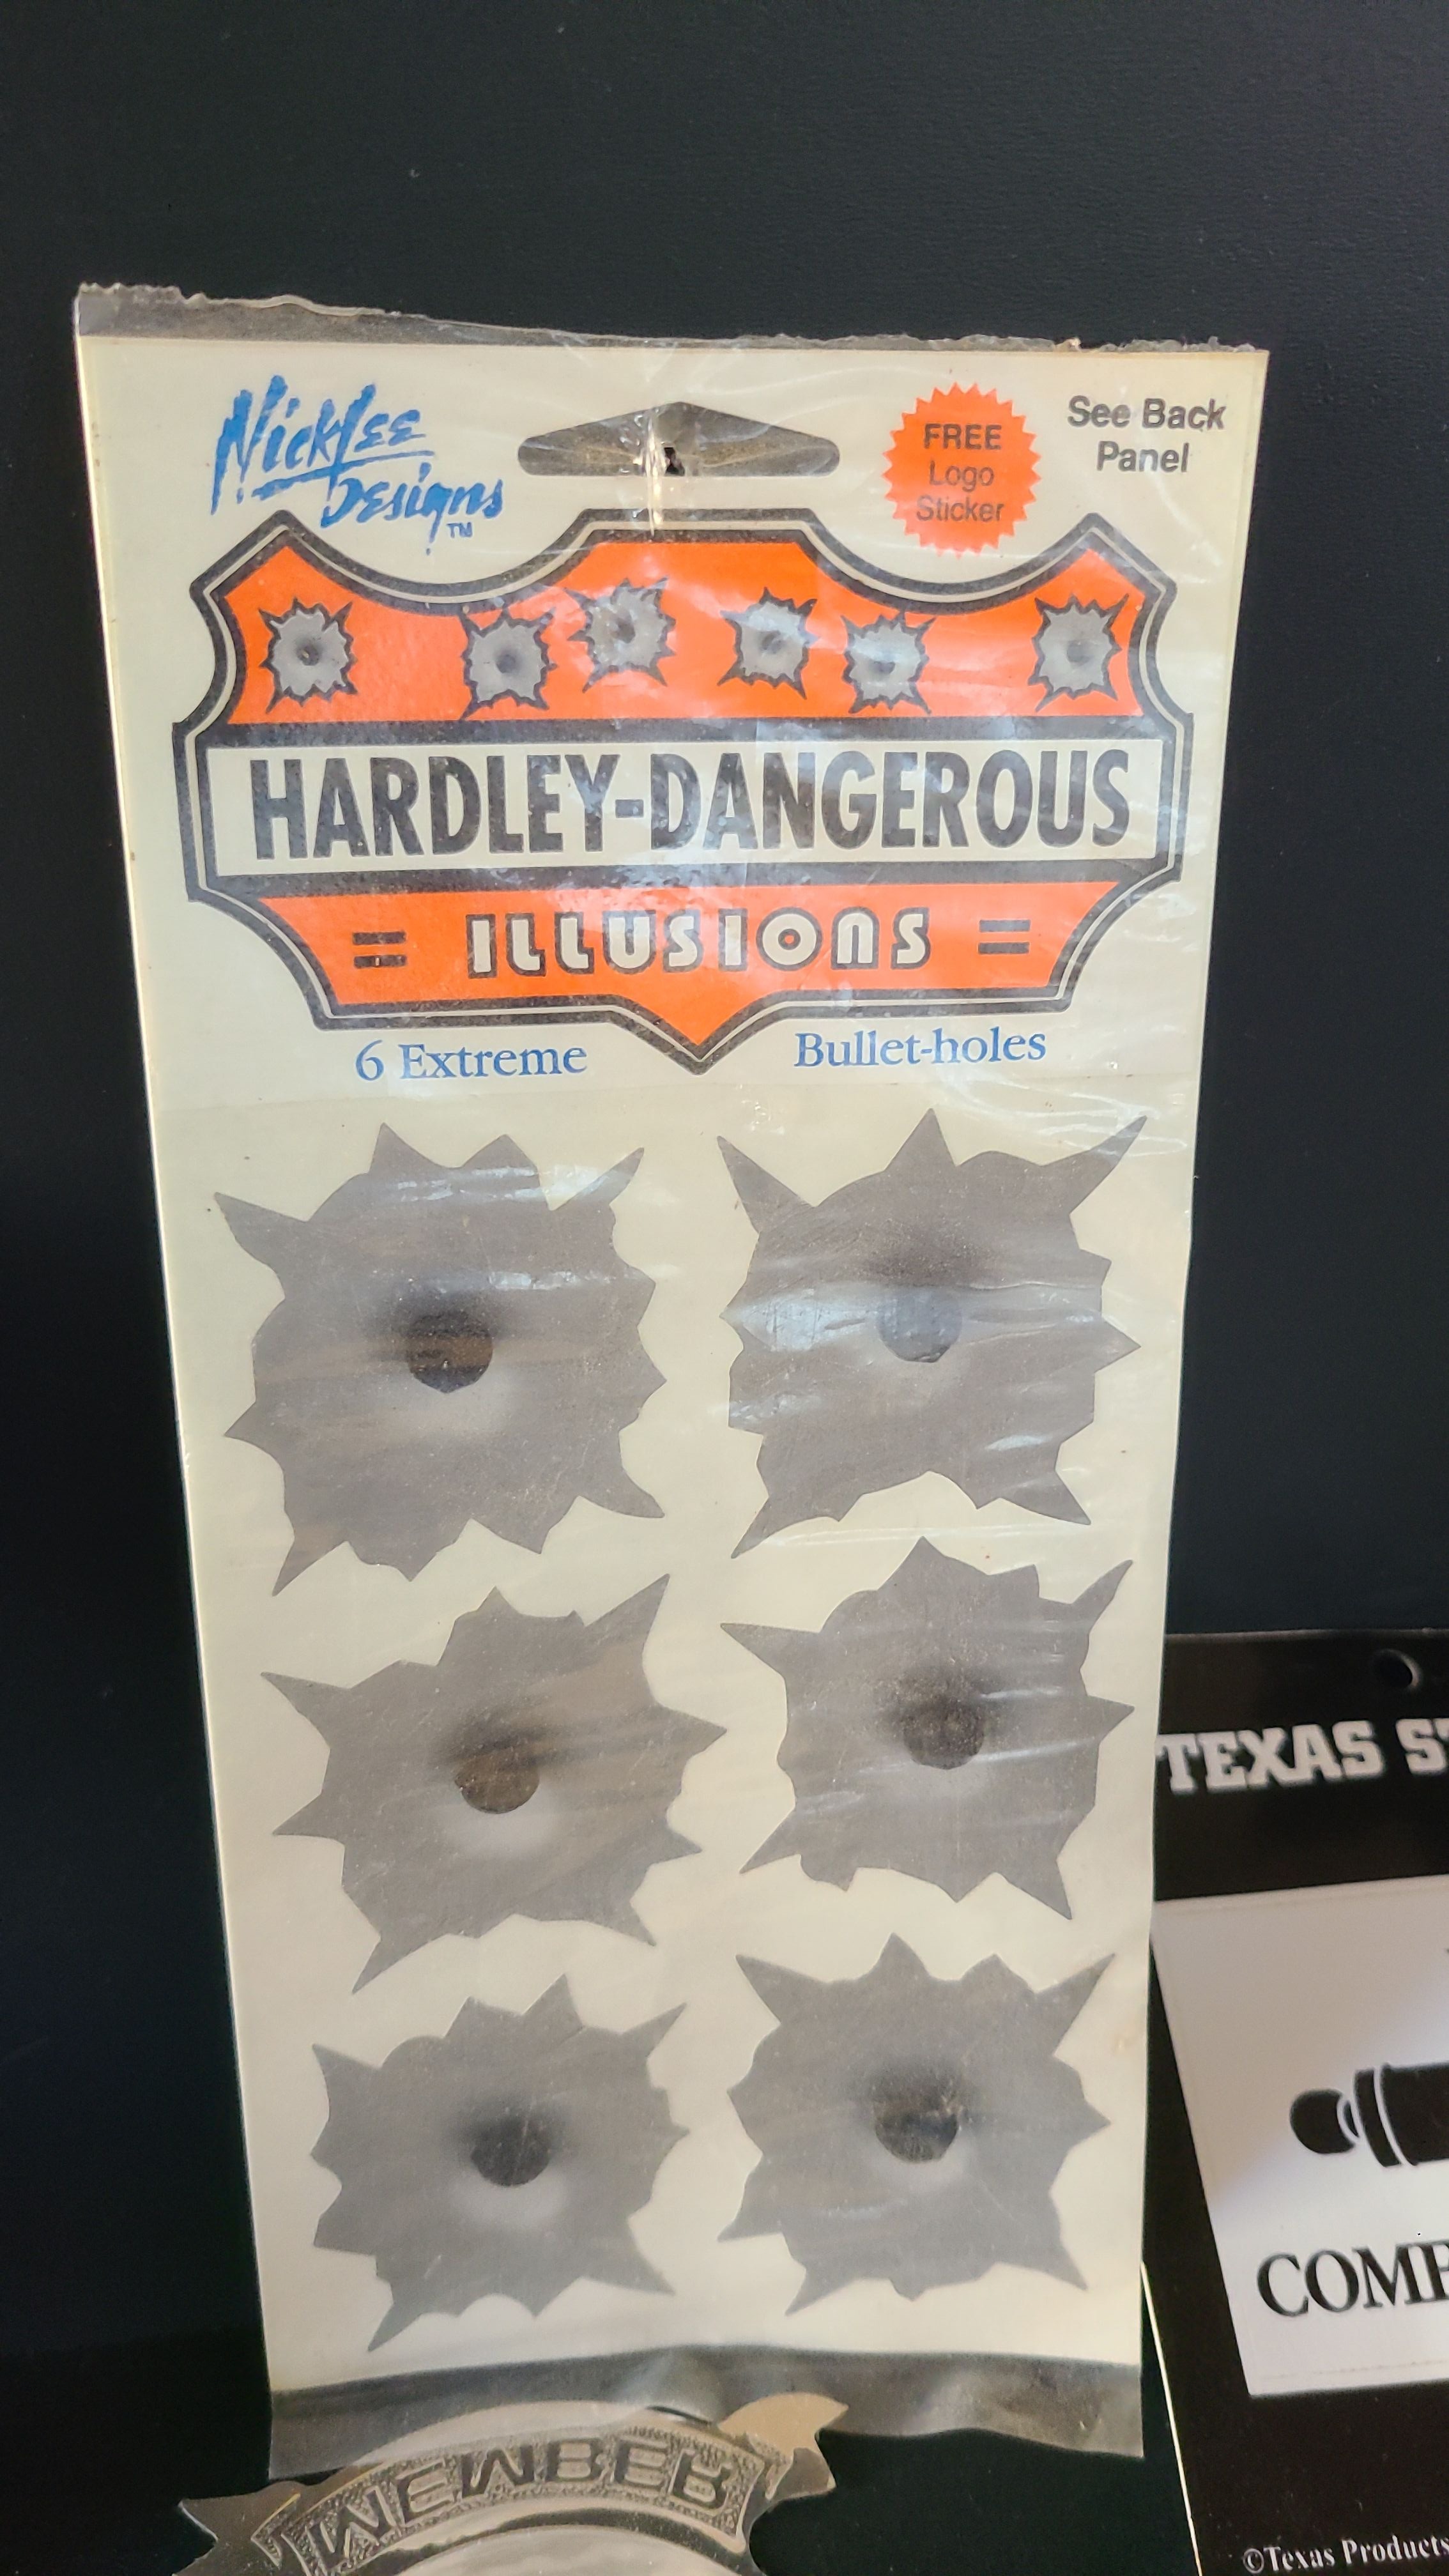 NickLee
Designs
TM
FREE
Logo
Sticker
See Back
Panel
HARDLEY-DANGEROUS
= ILLUSIONS =
6 Extreme
Bullet-holes
TEXAS
©Texas Products
MEMBER